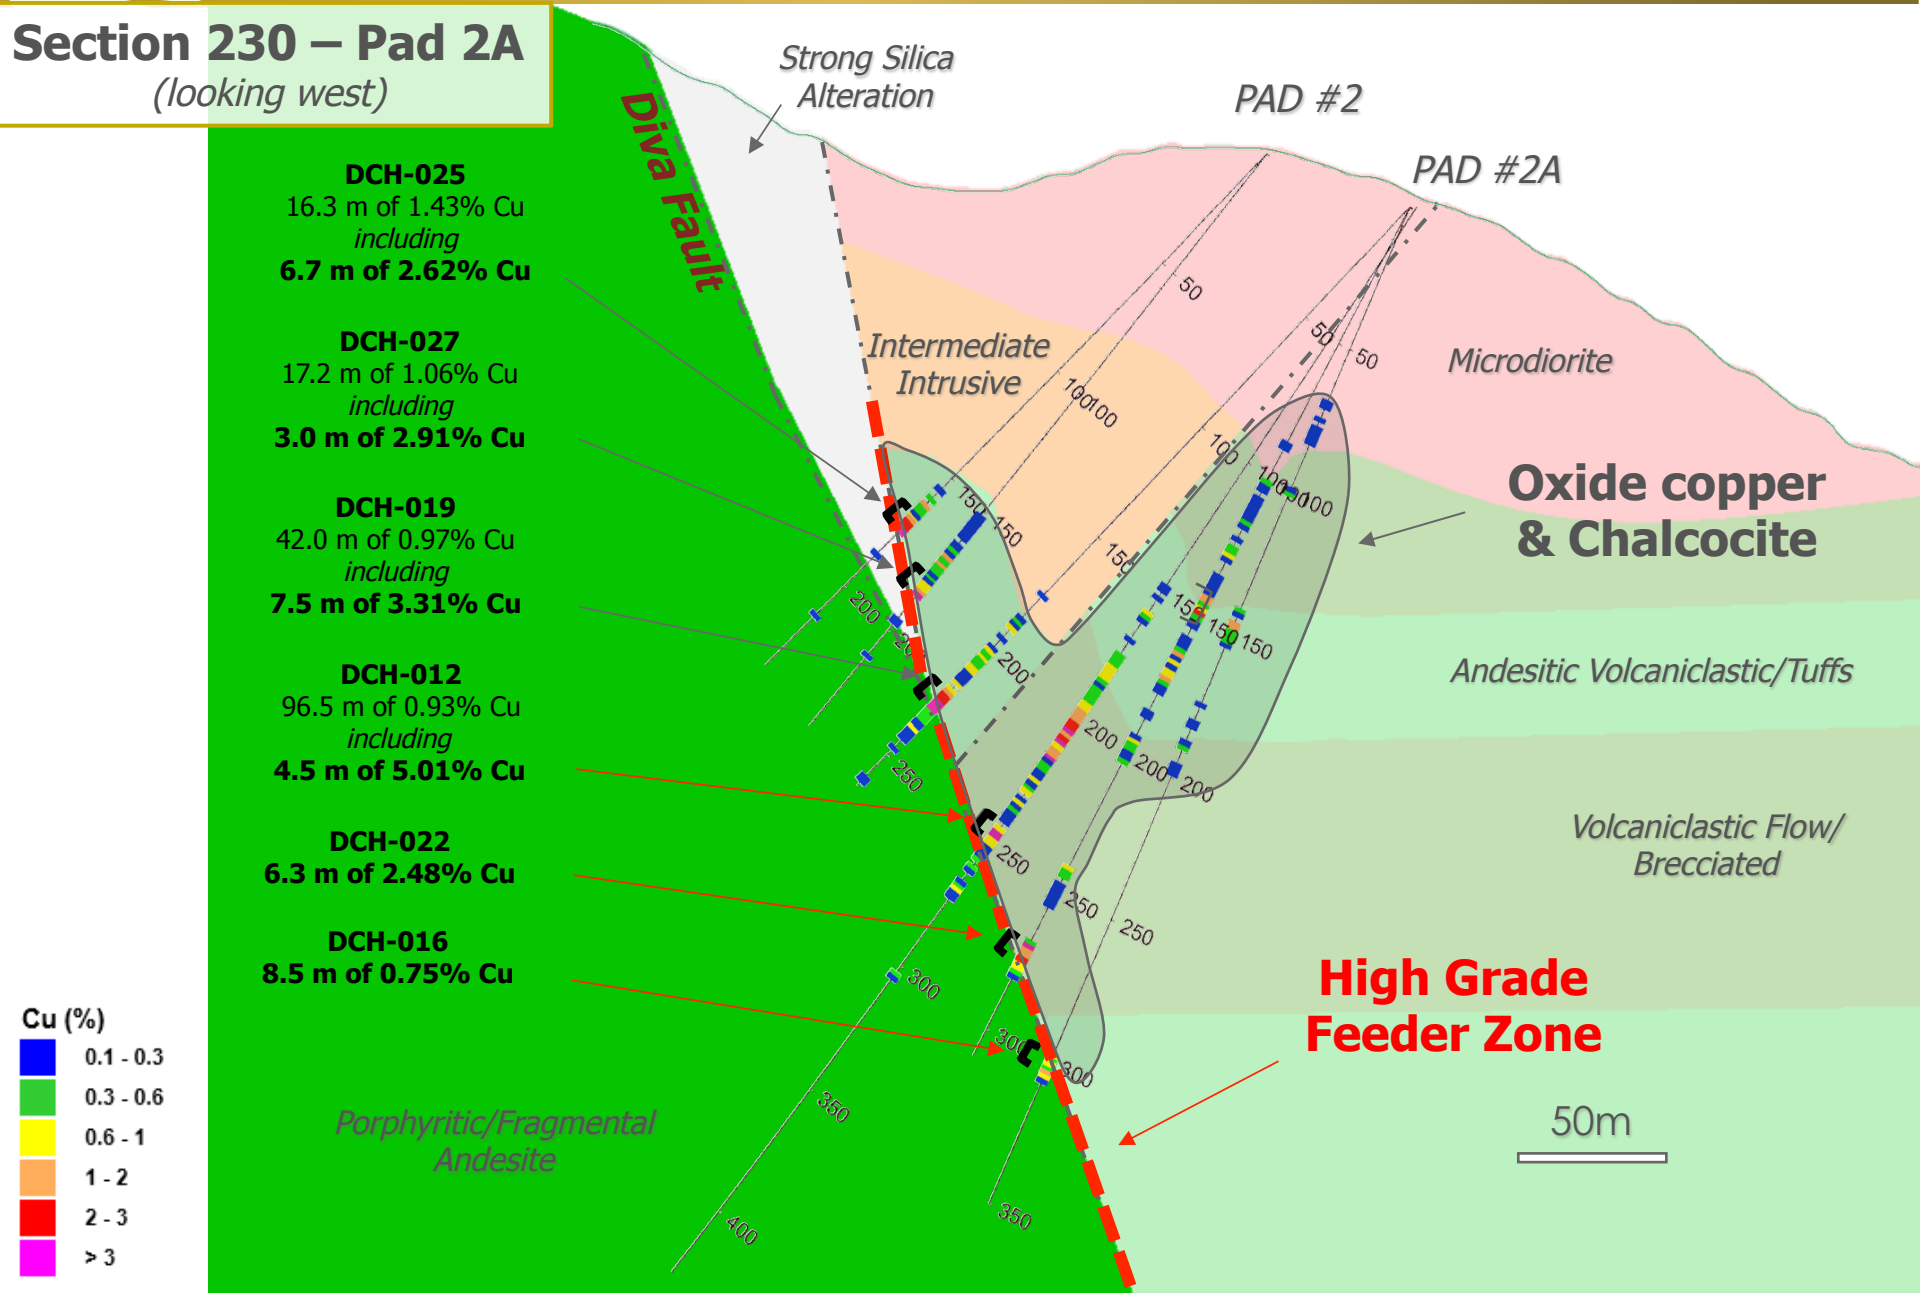 Section 230 – Pad 2A
(looking west)
Strong Silica
Alteration
PAD #2
PAD #2A
Diva Fault
DCH-025
16.3 m of 1.43% Cu
including
6.7 m of 2.62% Cu
DCH-027
17.2 m of 1.06% Cu
including
3.0 m of 2.91% Cu
DCH-019
42.0 m of 0.97% Cu
including
7.5 m of 3.31% Cu
DCH-012
96.5 m of 0.93% Cu
including
4.5 m of 5.01% Cu
DCH-022
6.3 m of 2.48% Cu
DCH-016
8.5 m of 0.75% Cu
Intermediate
Intrusive
Microdiorite
Oxide copper
& Chalcocite
Andesitic Volcaniclastic/Tuffs
Volcaniclastic Flow/
Brecciated
High Grade
Feeder Zone
Porphyritic/Fragmental
Andesite
50m
50
100
100
150
150
200
50
50
100
100
100
150
150
150
150
200
200
200
200
250
250
250
250
300
300
300
350
350
400
Cu (%)
0.1 - 0.3
0.3 - 0.6
0.6 - 1
1 - 2
2 - 3
> 3